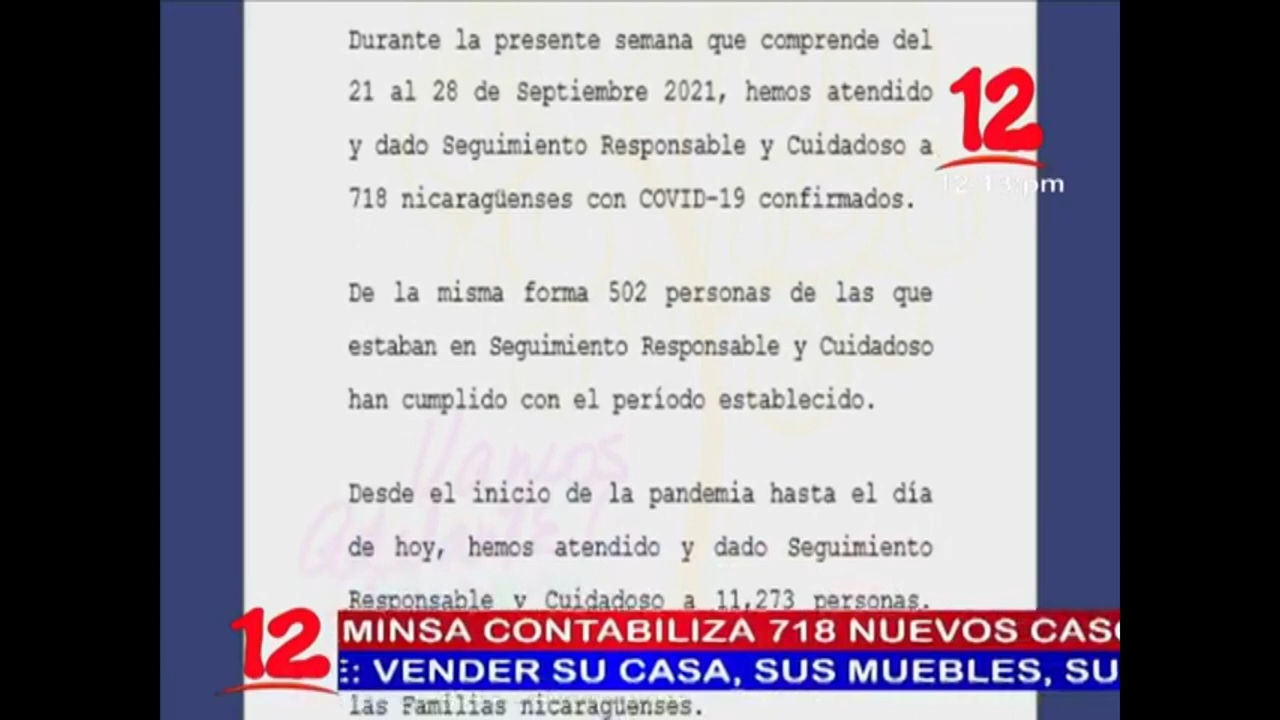 Durante la presente semana que comprende del
21 al 28 de Septiembre 2021, hemos atendido
y dado Seguimiento Responsable y Cuidadoso a
718 nicaragüenses con COVID-19 confirmados.
12
pm
De la misma forma 502 personas de las que
estaban en Seguimiento Responsable y Cuidadoso
han cumplido con el período establecido.
Desde el inicio de la pandemia hasta el día
de hoy, hemos atendido y dado Seguimiento
Responsable y Cuidadoso a 11,273 personas.
12
MINSA CONTABILIZA 718 NUEVOS CASO
E: VENDER SU CASA, SUS MUEBLES, SU
las Familias nicaragüenses.